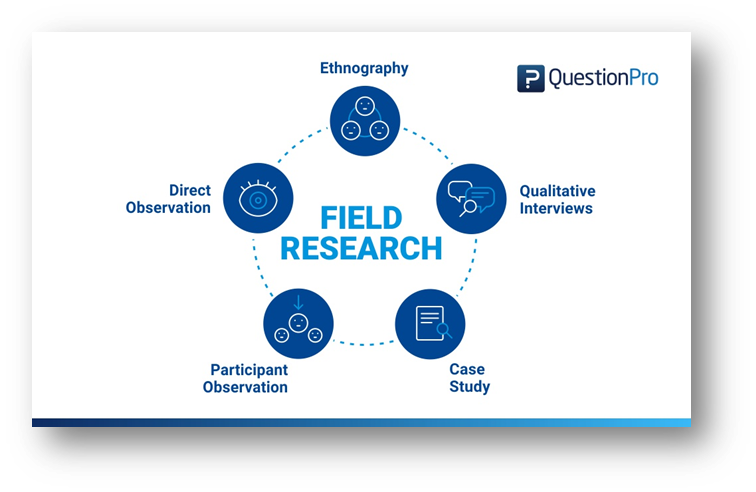 Ethnography
QuestionPro
Direct
Observation
Qualitative
Interviews
FIELD
RESEARCH
Participant
Observation
Case
Study